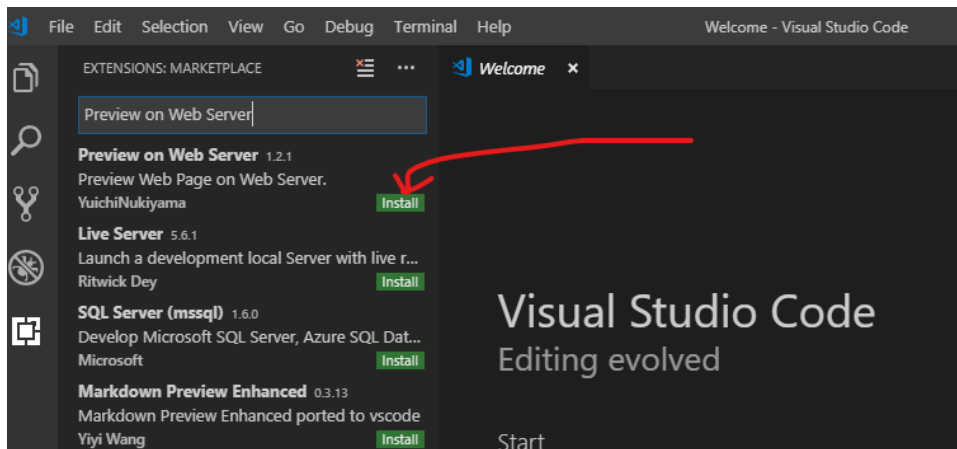 File Edit Selection View Go Debug Terminal Help Welcome - Visual Studio Code
EXTENSIONS: MARKETPLACE
Welcome
Preview on Web Server
Preview on Web Server 1.2.1
Preview Web Page on Web Server.
YuichiNukiyama Install
Live Server 5.6.1
Launch a development local Server with live r...
Ritwick Dey Install
SQL Server (mssql) 1.6.0
Develop Microsoft SQL Server, Azure SQL Dat...
Microsoft Install
Markdown Preview Enhanced 0.3.13
Markdown Preview Enhanced ported to vscode
Yiyi Wang Install
Visual Studio Code
Editing evolved
Start